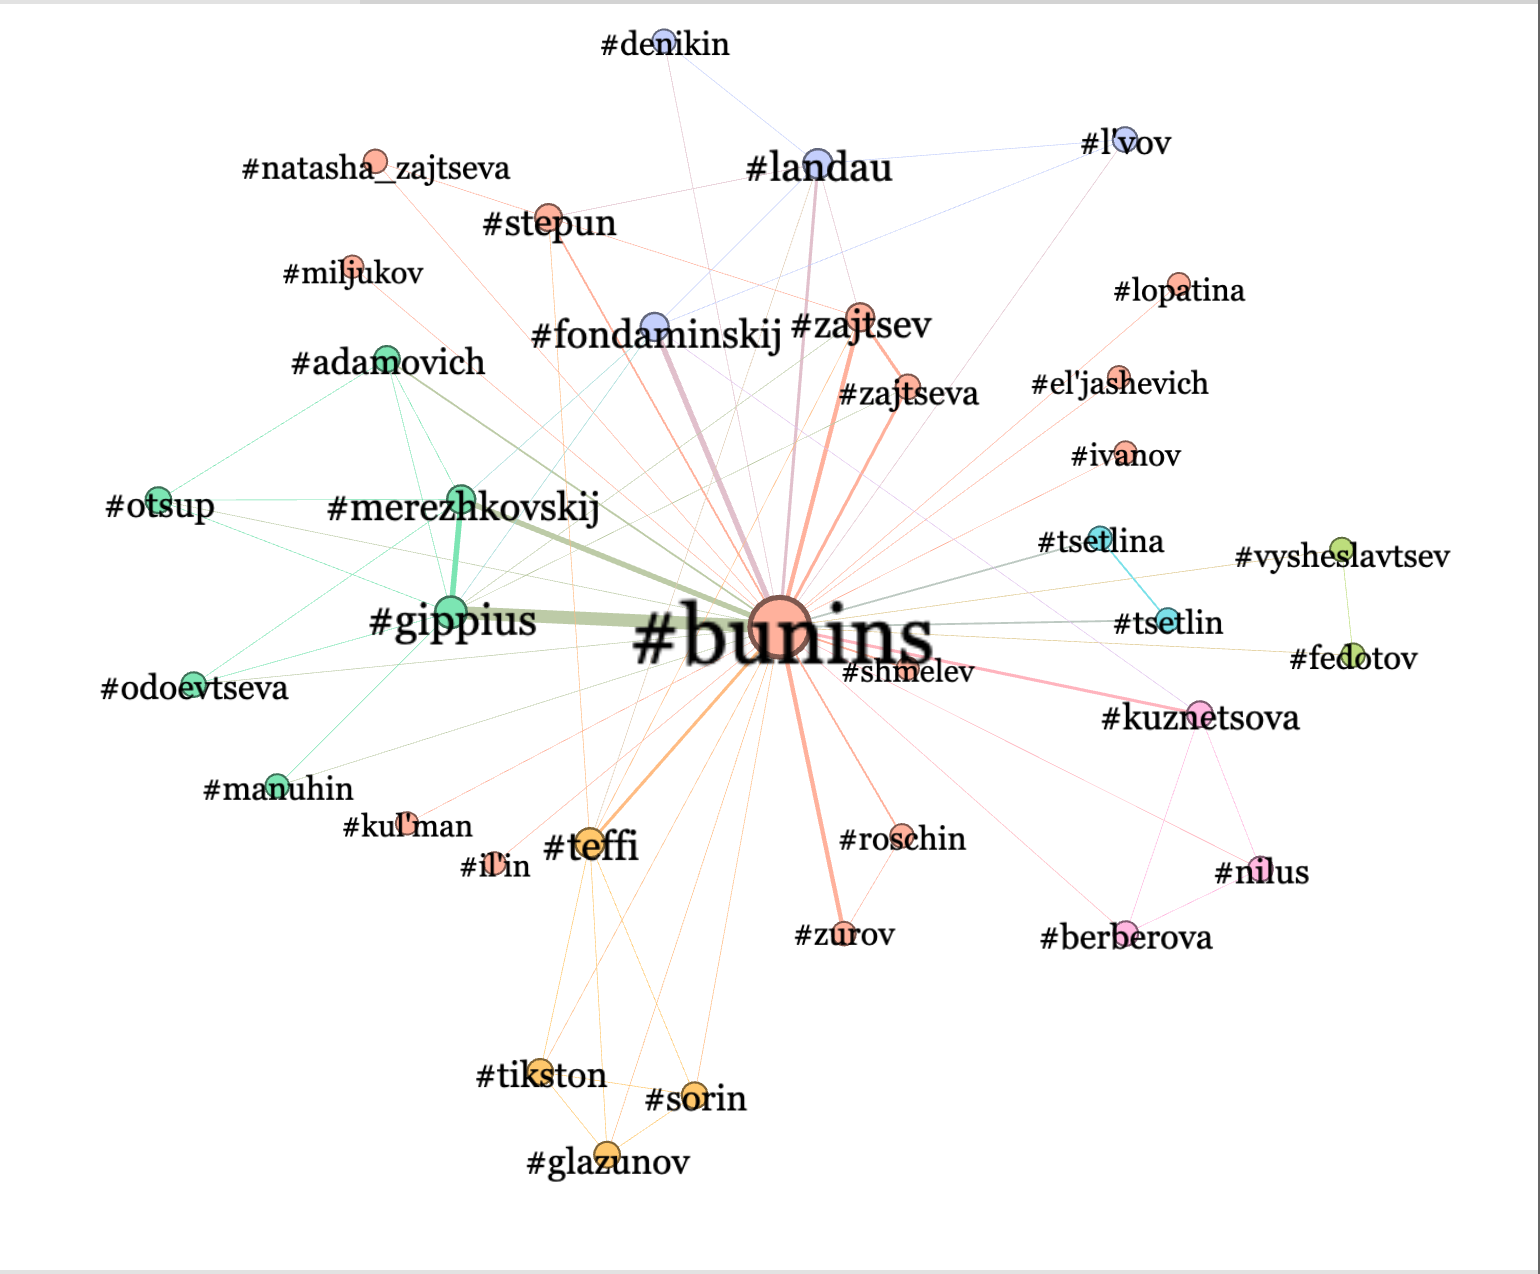 #denikin
#l'vov
#landau
#natasha_zajtseva
#stepun
#miljukov
#lopatina
#fondaminskij
#zajtsev
#adamovich
#zajtseva
#el'jashevich
#ivanov
#otsup
#merezhkovskij
#tsetlina
#vysheslavtsev
#gippius
#bunins
#tsetlin
#fedotov
#shmelev
#odoevtseva
#kuznetsova
#manuhin
#kul'man
#il'in
#teffi
#roschin
#nilus
#zurov
#berberova
#tikston
#sorin
#glazunov